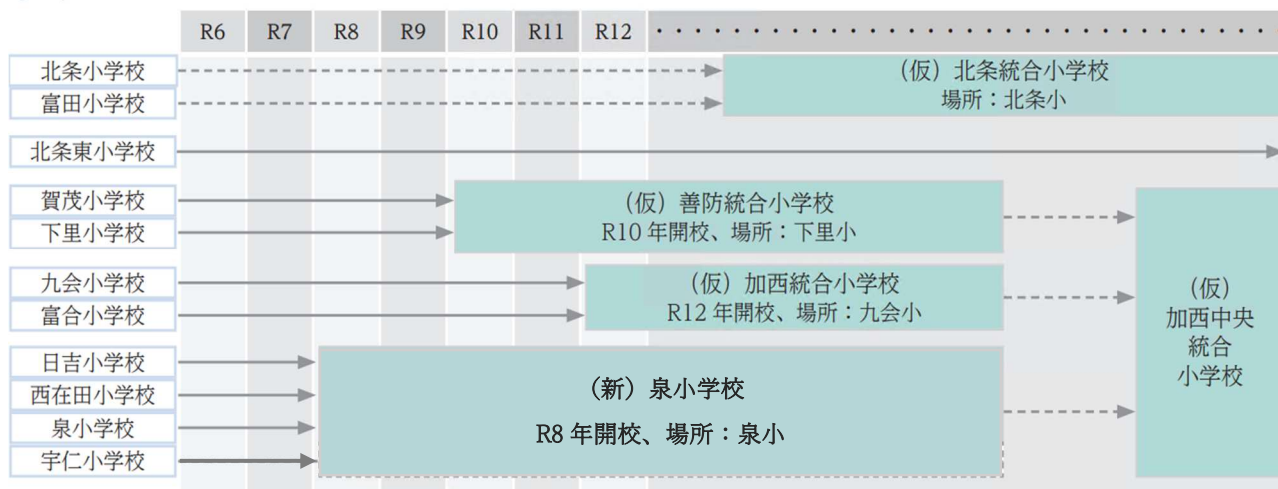 R6 R7 R8 R9 R10 R11 R12 ・・・・・・・・・・・・・・・・・・・・・・・・・・・・・・・・・
北条小学校
富田小学校
(仮)北条統合小学校
場所:北条小
北条東小学校
賀茂小学校
下里小学校
(仮)善防統合小学校
R10 年開校、場所:下里小
九会小学校
富合小学校
(仮)加西統合小学校
R12 年開校、場所:九会小
日吉小学校
西在田小学校
泉小学校
宇仁小学校
(新)泉小学校
R8 年開校、場所:泉小
(仮)
加西中央
統合
小学校